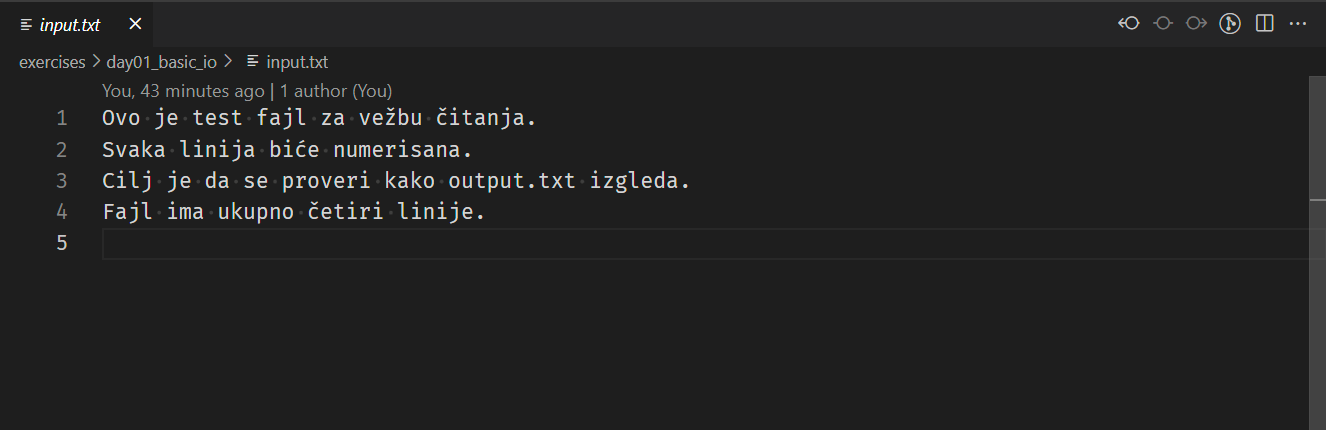 input.txt
exercises > day01_basic_io > input.txt
You, 43 minutes ago | 1 author (You)
1 Ovo je test fajl za vežbu čitanja.
2 Svaka linija biće numerisana.
3 Cilj je da se proveri kako output.txt izgleda.
4 Fajl ima ukupno četiri linije.
5